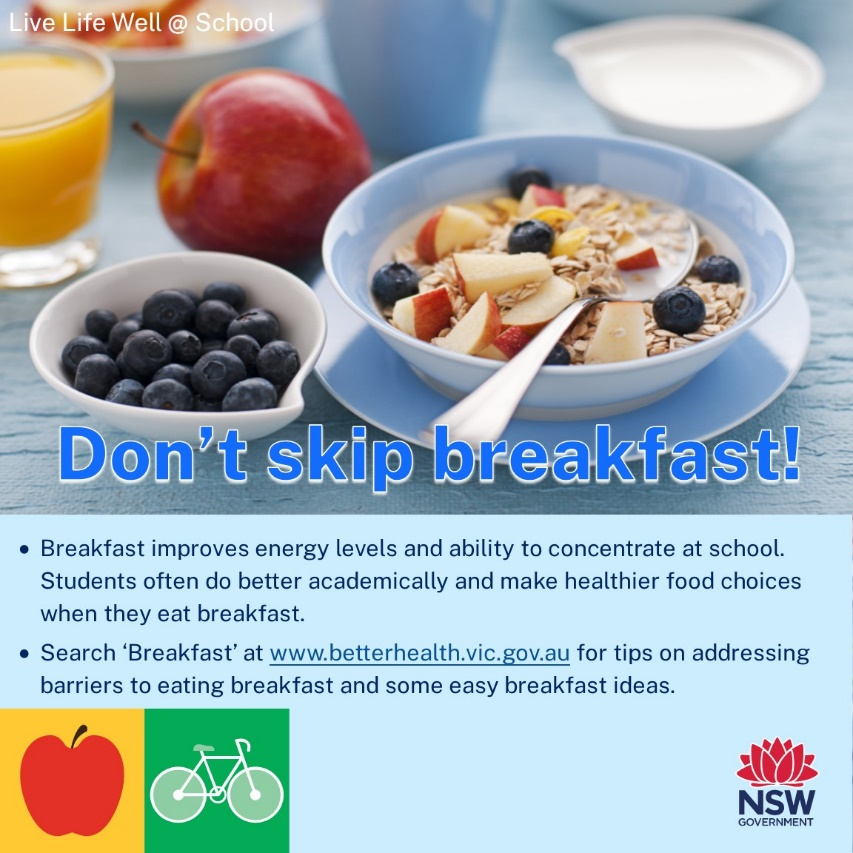 Live Life Well @ School
Don’t skip breakfast!
• Breakfast improves energy levels and ability to concentrate at school.
Students often do better academically and make healthier food choices
when they eat breakfast.
• Search ‘Breakfast’ at www.betterhealth.vic.gov.au for tips on addressing
barriers to eating breakfast and some easy breakfast ideas.
NSW
GOVERNMENT